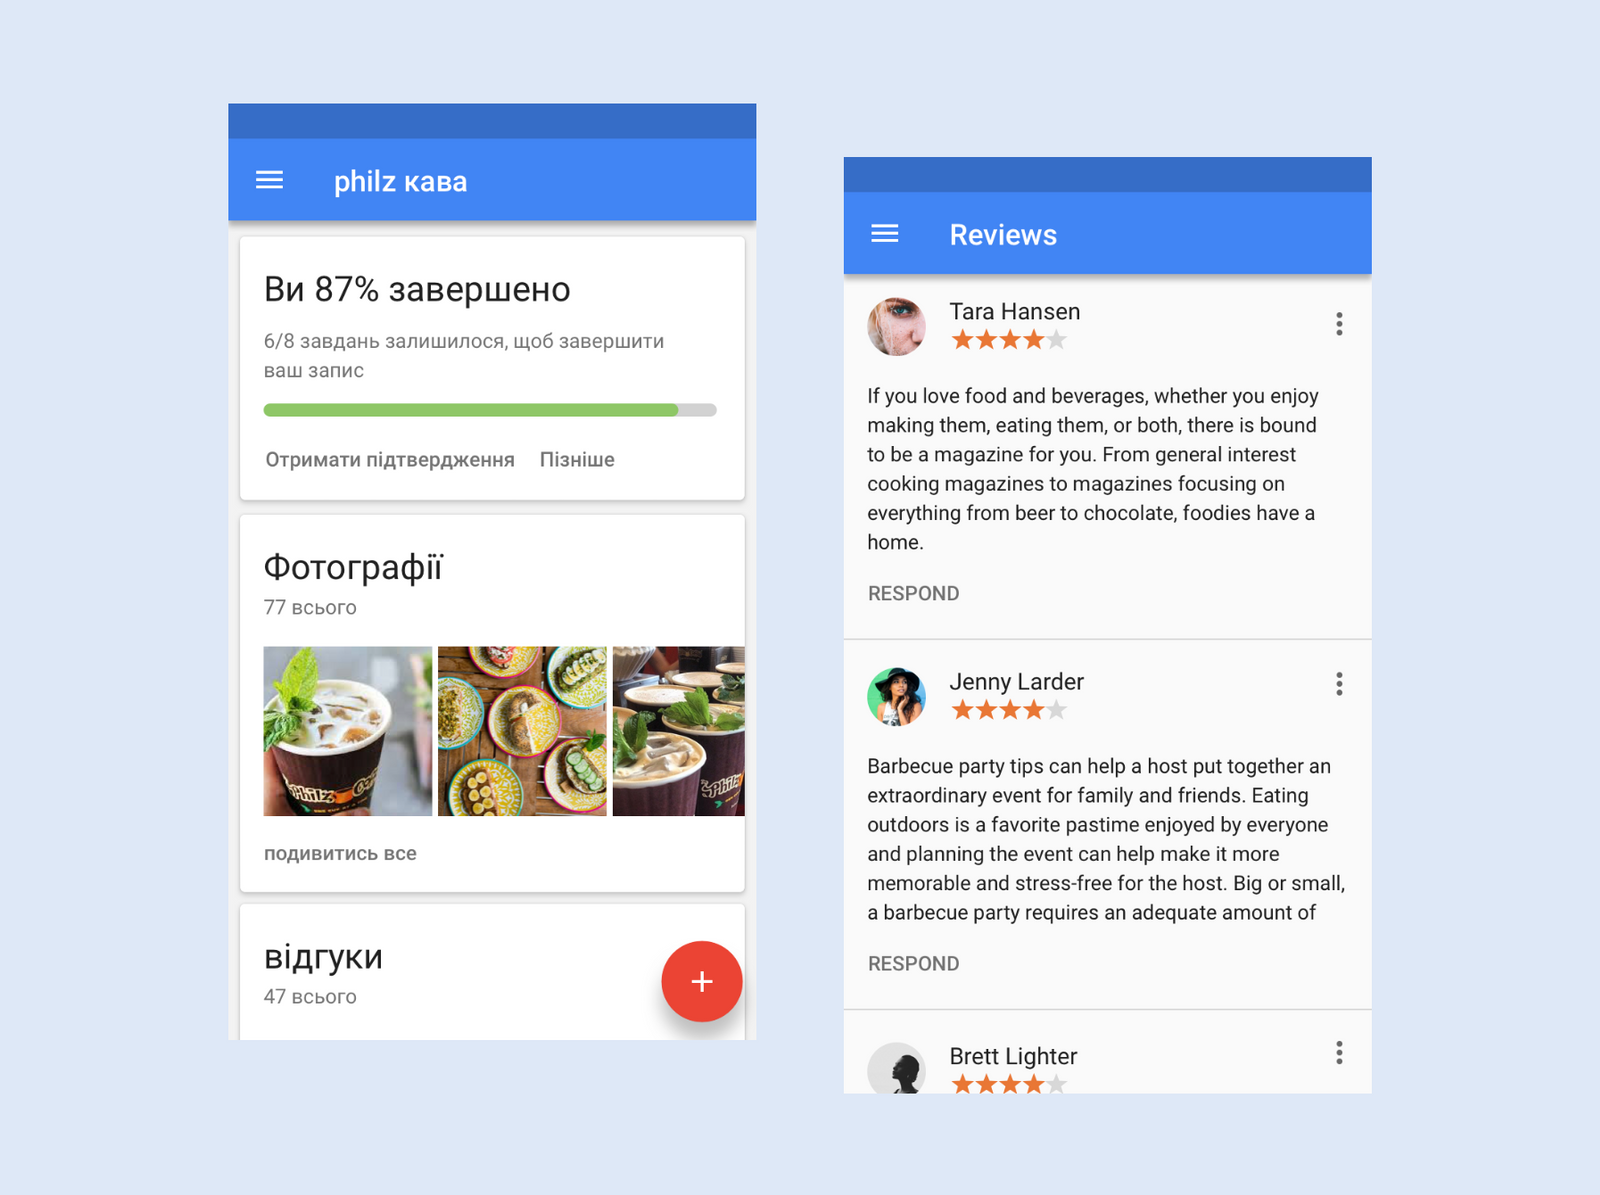 philz кава
Ви 87% завершено
6/8 завдань залишилося, щоб завершити
ваш запис
Отримати підтвердження Пізніше
Фотографії
77 всього
Philz
Philz
подивитись все
відгуки
47 всього
+
Reviews
Tara Hansen
If you love food and beverages, whether you enjoy
making them, eating them, or both, there is bound
to be a magazine for you. From general interest
cooking magazines to magazines focusing on
everything from beer to chocolate, foodies have a
home.
RESPOND
Jenny Larder
Barbecue party tips can help a host put together an
extraordinary event for family and friends. Eating
outdoors is a favorite pastime enjoyed by everyone
and planning the event can help make it more
memorable and stress-free for the host. Big or small,
a barbecue party requires an adequate amount of
RESPOND
Brett Lighter